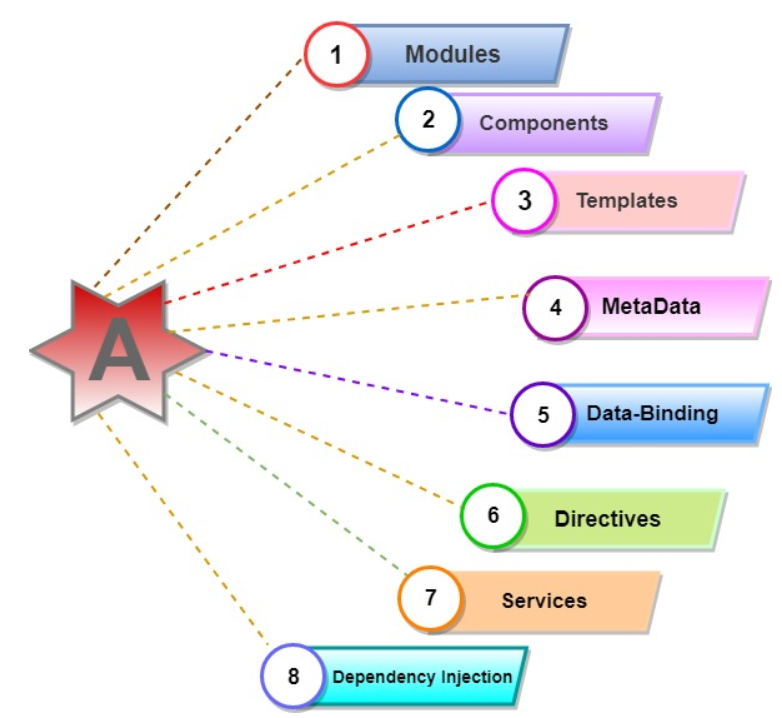 1 Modules
2 Components
3 Templates
4 MetaData
A
5 Data-Binding
6 Directives
7 Services
8 Dependency Injection